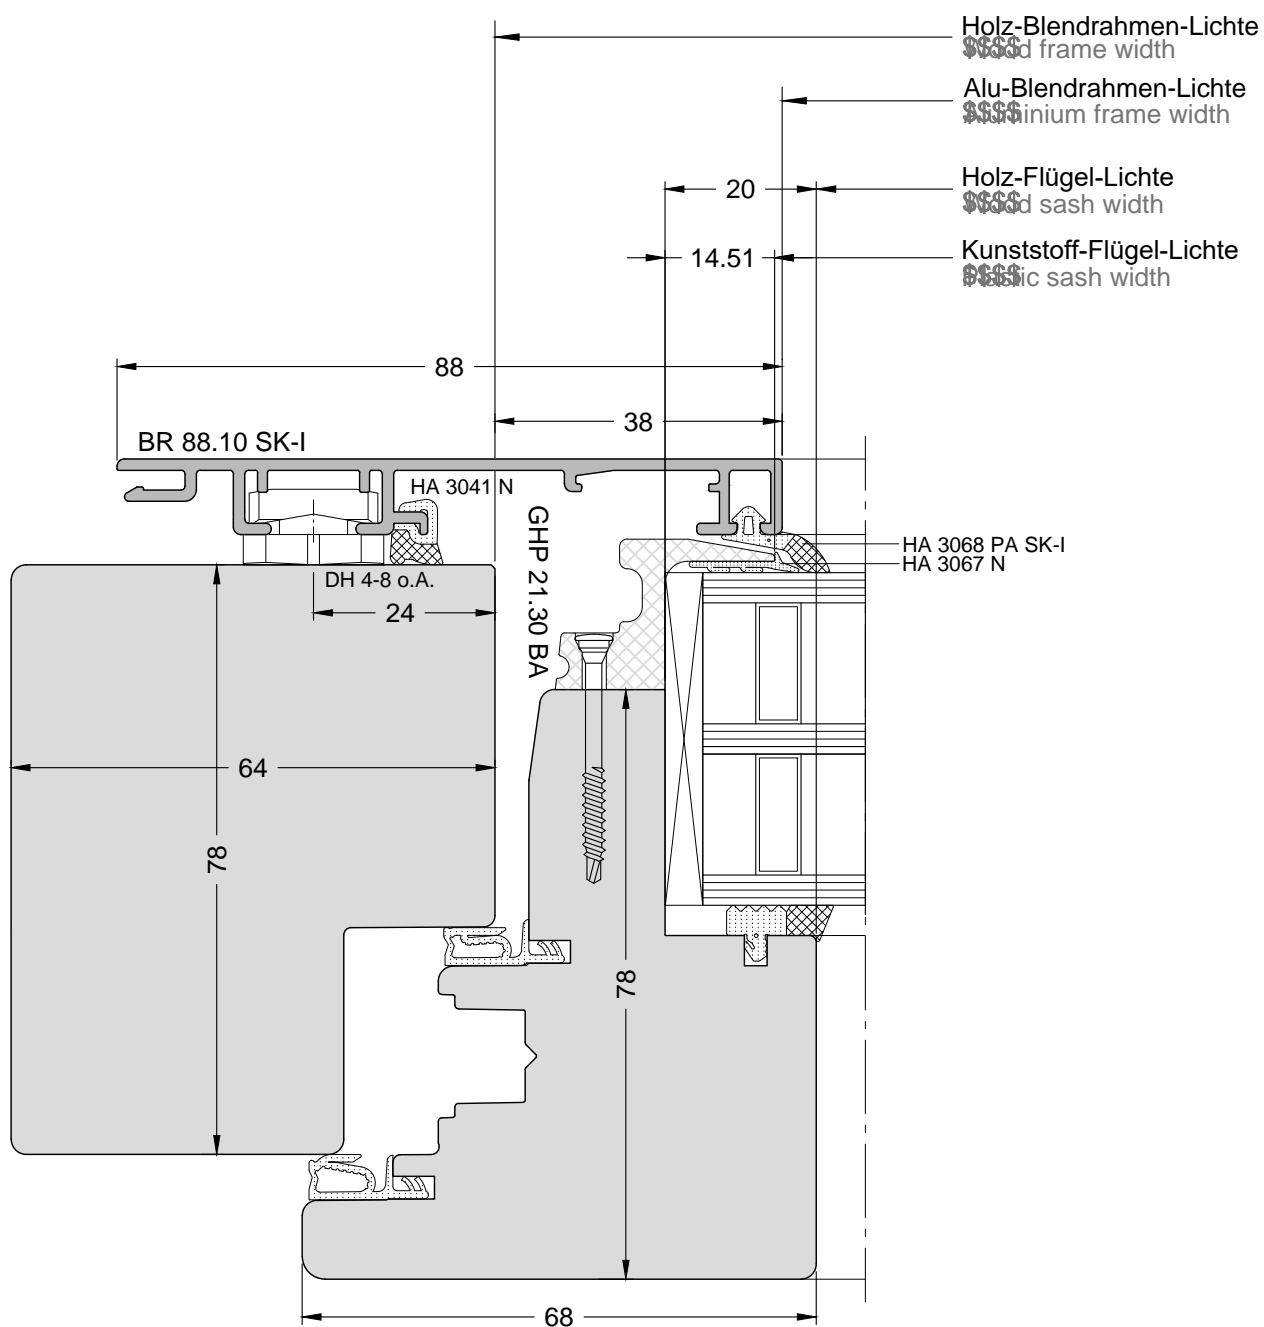 Holz-Blendrahmen-Lichte
frame width
Alu-Blendrahmen-Lichte
frame width
Holz-Flügel-Lichte
20
sash width
Kunststoff-Flügel-Lichte
14.51
sash width
88
38
BR 88.10 SK-I
HA 3041 N
GHP 21.30 BA
HA 3068 PA SK-I
HA 3067 N
DH 4-8 o.A.
24
64
78
78
68